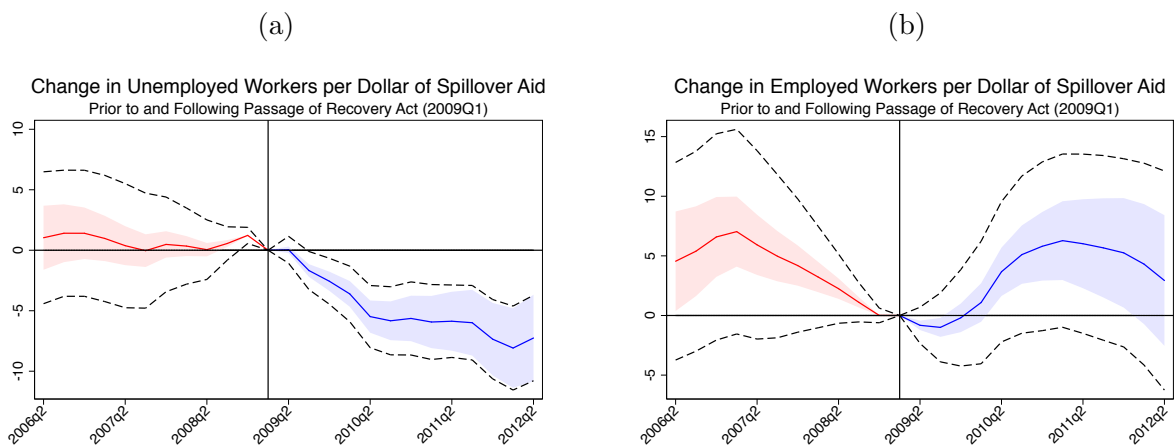 (a)
(b)
Change in Unemployed Workers per Dollar of Spillover Aid
Prior to and Following Passage of Recovery Act (2009Q1)
10
5
0
-5
-10
2006q2
2007q2
2008q2
2009q2
2010q2
2011q2
2012q2
Change in Employed Workers per Dollar of Spillover Aid
Prior to and Following Passage of Recovery Act (2009Q1)
15
10
5
0
-5
2006q2
2007q2
2008q2
2009q2
2010q2
2011q2
2012q2